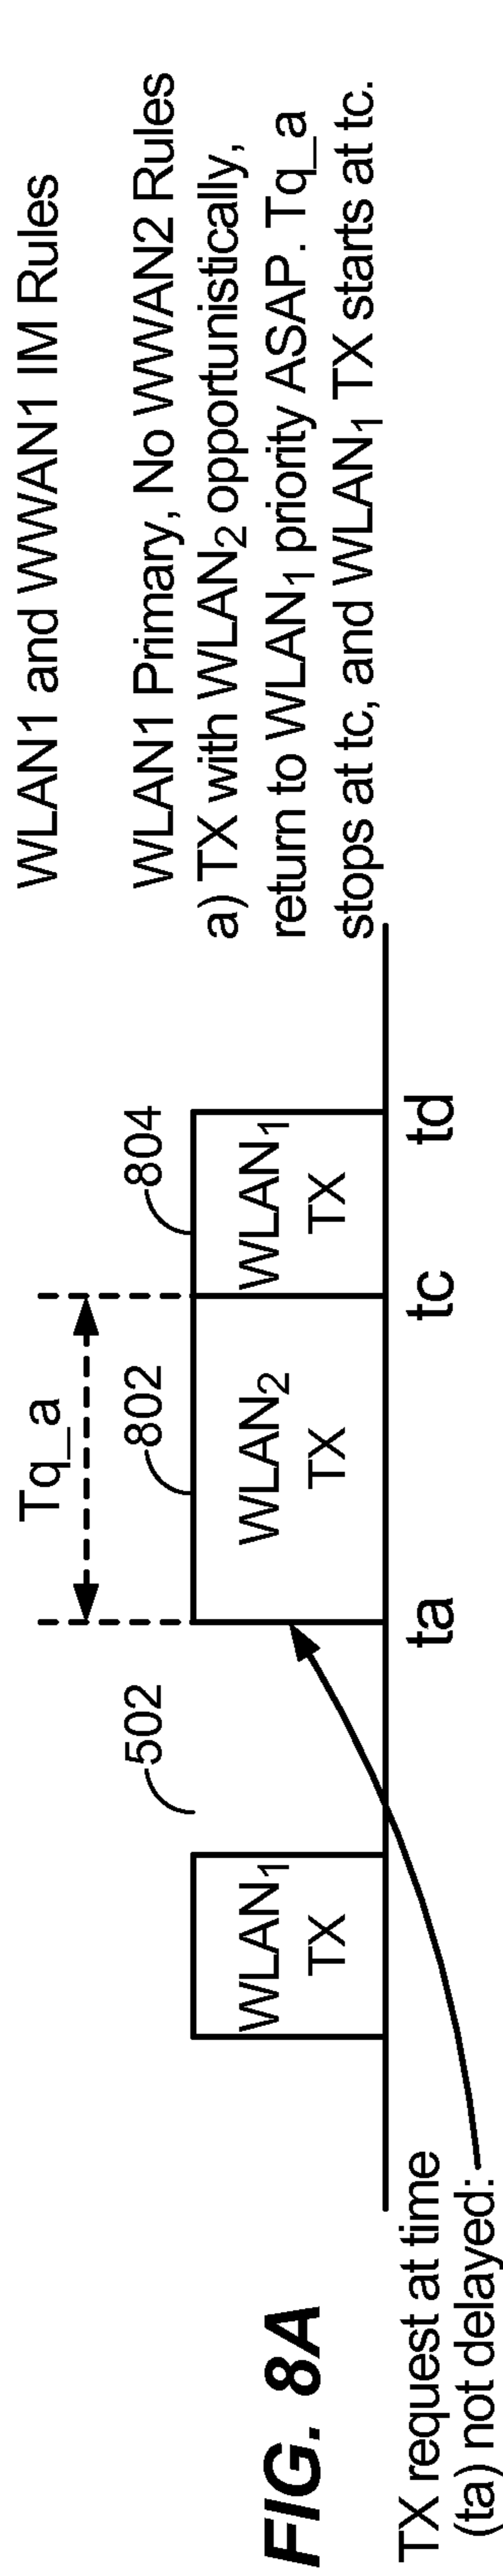 WLAN1 and WWAN1 IM Rules
WLAN1 Primary, No WWAN2 Rules
a) TX with WLAN2 opportunistically,
return to WLAN1 priority ASAP. Tq_a
stops at tc, and WLAN1 TX starts at tc.
Tq_a
502
802
804
WLAN1
TX
WLAN2
TX
WLAN1
TX
ta
tc
td
FIG. 8A
TX request at time
(ta) not delayed: